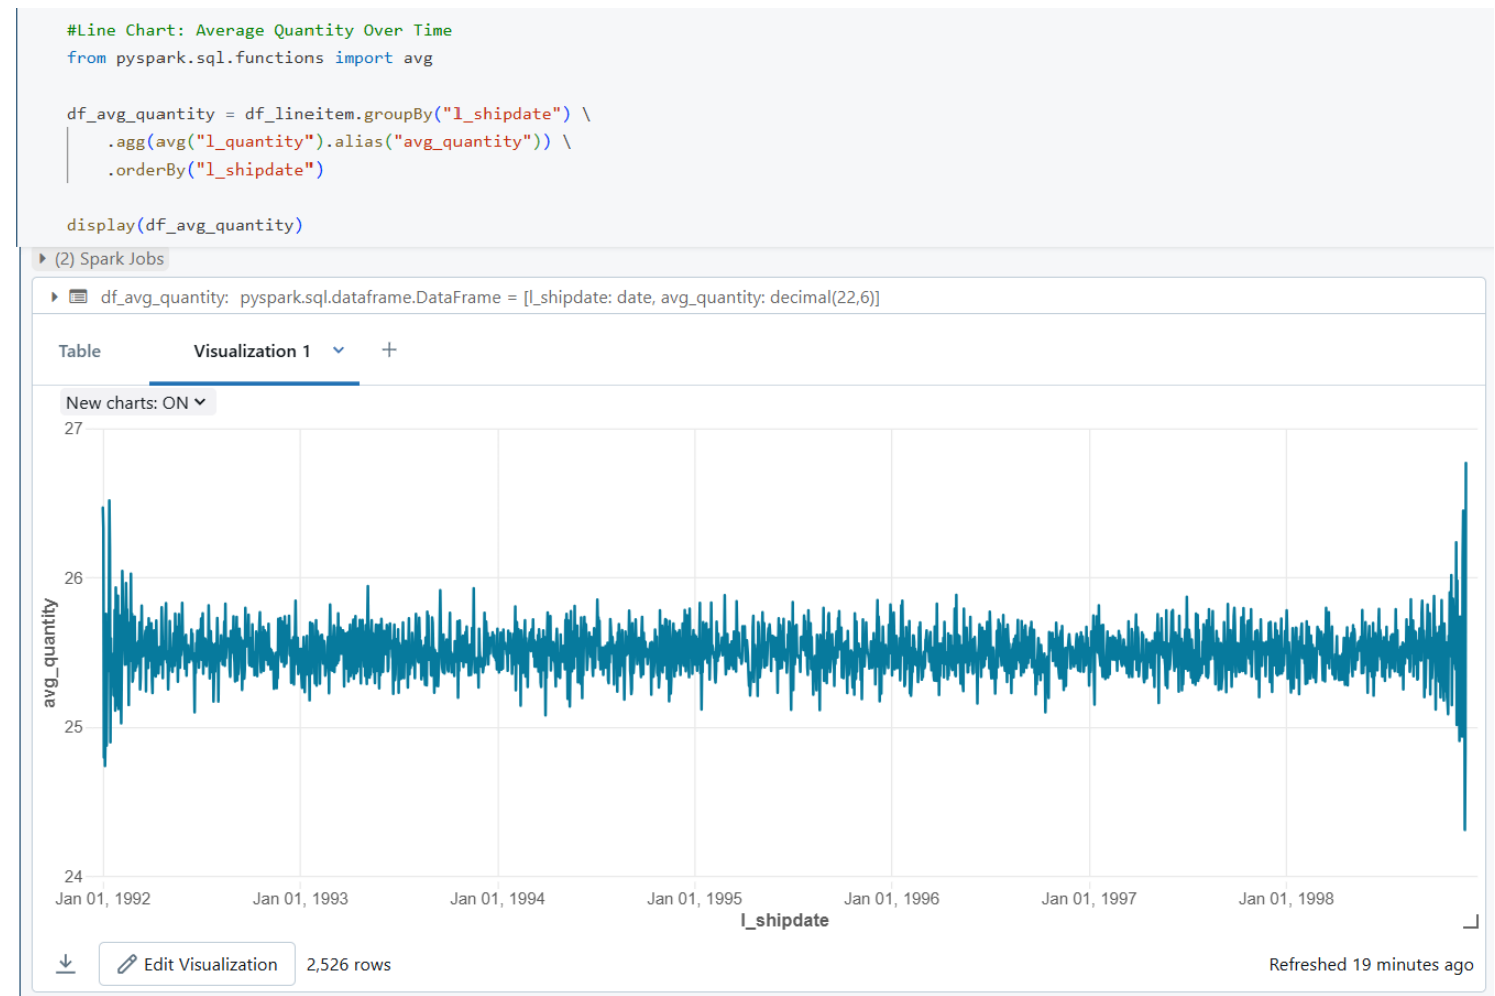 #Line Chart: Average Quantity Over Time
from pyspark.sql.functions import avg
df_avg_quantity = df_lineitem.groupBy("l_shipdate") \
.agg(avg("l_quantity").alias("avg_quantity")) \
.orderBy("l_shipdate")
display(df_avg_quantity)
(2) Spark Jobs
df_avg_quantity: pyspark.sql.dataframe.DataFrame = [l_shipdate: date, avg_quantity: decimal(22,6)]
Table Visualization 1 +
New charts: ON
27
26
25
24
avg_quantity
Jan 01, 1992 Jan 01, 1993 Jan 01, 1994 Jan 01, 1995 Jan 01, 1996 Jan 01, 1997 Jan 01, 1998
l_shipdate
Edit Visualization 2,526 rows Refreshed 19 minutes ago